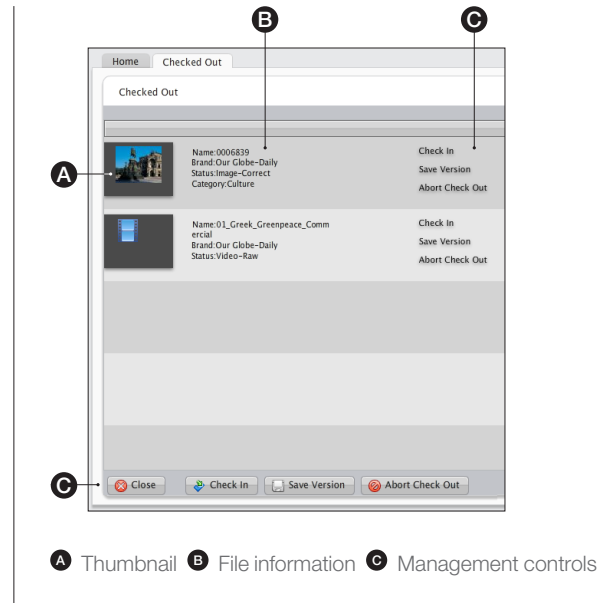 B C
Home Checked Out
Checked Out
A
Name:0006839
Brand:Our Globe-Daily
Status:Image-Correct
Category:Culture
Check In
Save Version
Abort Check Out
Name:01_Greek_Greenpeace_Comm
ercial
Brand:Our Globe-Daily
Status:Video-Raw
Check In
Save Version
Abort Check Out
C
Close Check In Save Version Abort Check Out
A Thumbnail B File information C Management controls